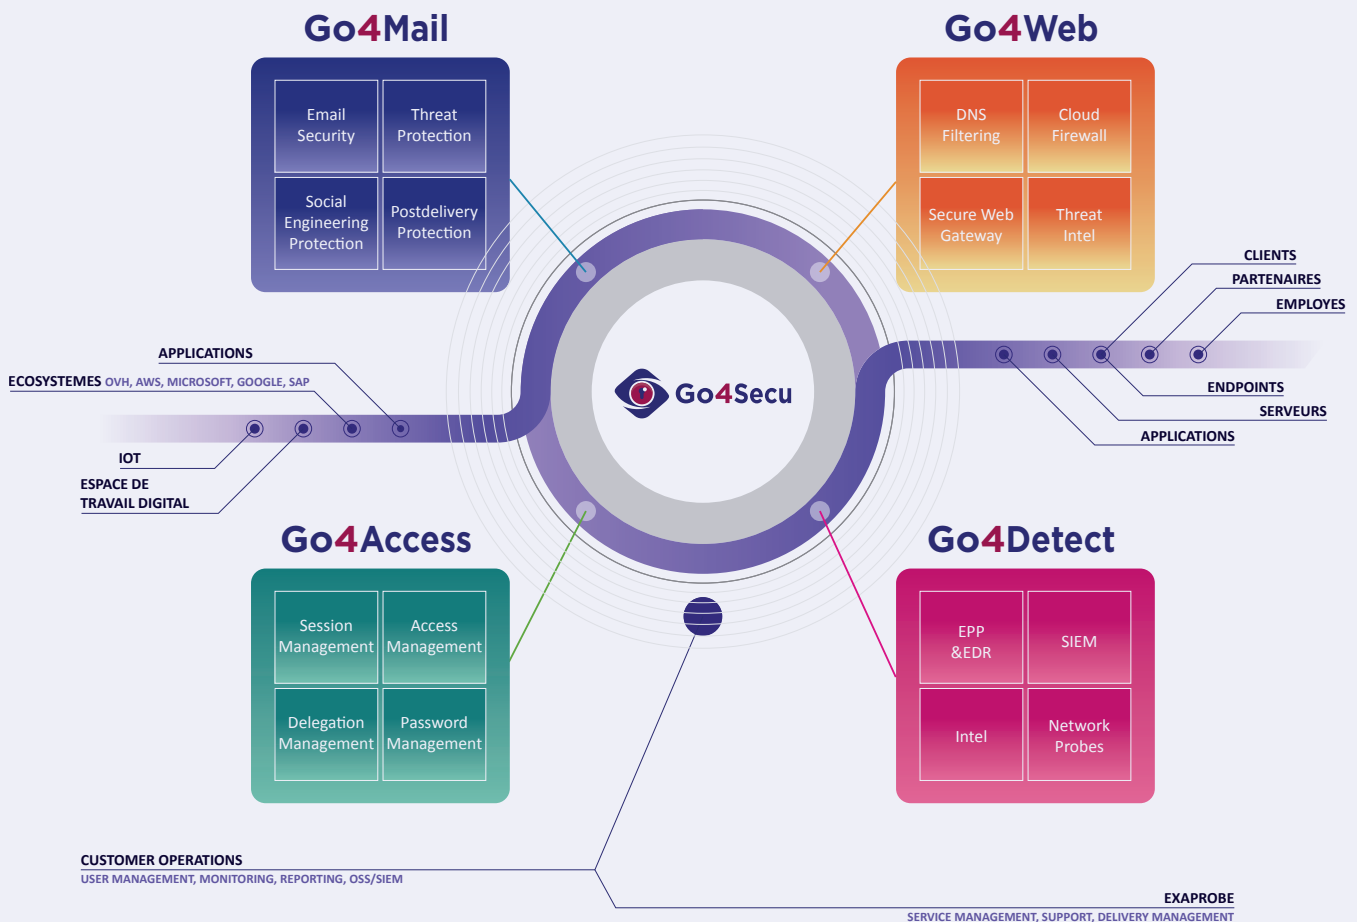 Go4Mail
Email
Security
Threat
Protection
Social
Engineering
Protection
Postdelivery
Protection
Go4Web
DNS
Filtering
Cloud
Firewall
Secure Web
Gateway
Threat
Intel
CLIENTS
PARTENAIRES
EMPLOYES
ENDPOINTS
SERVEURS
APPLICATIONS
APPLICATIONS
ECOSYSTEMES OVH, AWS, MICROSOFT, GOOGLE, SAP
IOT
ESPACE DE
TRAVAIL DIGITAL
Go4Secu
Go4Access
Session
Management
Access
Management
Delegation
Management
Password
Management
Go4Detect
EPP
&EDR
SIEM
Intel
Network
Probes
CUSTOMER OPERATIONS
USER MANAGEMENT, MONITORING, REPORTING, OSS/SIEM
EXAPROBE
SERVICE MANAGEMENT, SUPPORT, DELIVERY MANAGEMENT